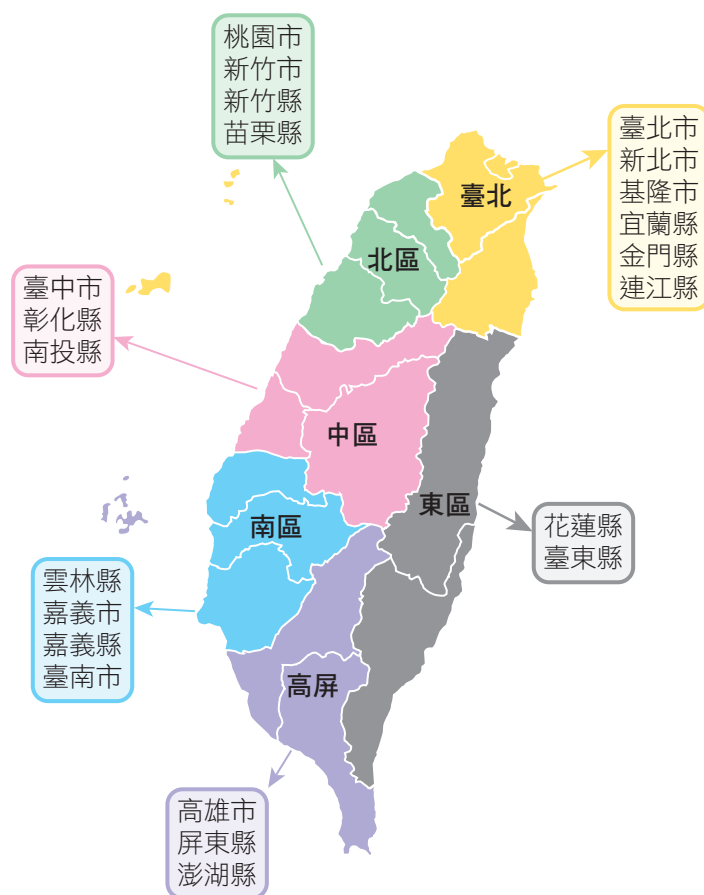 桃園市
新竹市
新竹縣
苗栗縣
臺北市
新北市
基隆市
宜蘭縣
金門縣
連江縣
臺北
北區
臺中市
彰化縣
南投縣
中區
東區
花蓮縣
臺東縣
南區
雲林縣
嘉義市
嘉義縣
臺南市
高屏
高雄市
屏東縣
澎湖縣